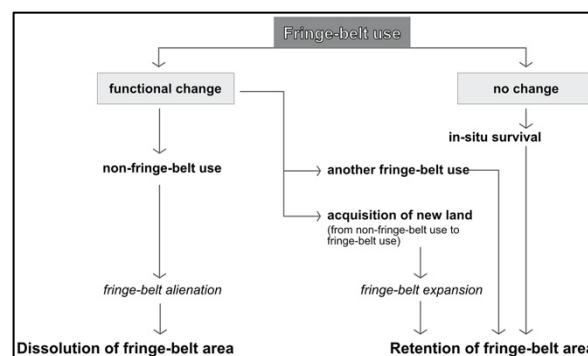 Fringe-belt use
functional change
no change
in-situ survival
non-fringe-belt use
another fringe-belt use
acquisition of new land
(from non-fringe-belt use to
fringe-belt use)
fringe-belt alienation
fringe-belt expansion
Dissolution of fringe-belt area
Retention of fringe-belt area